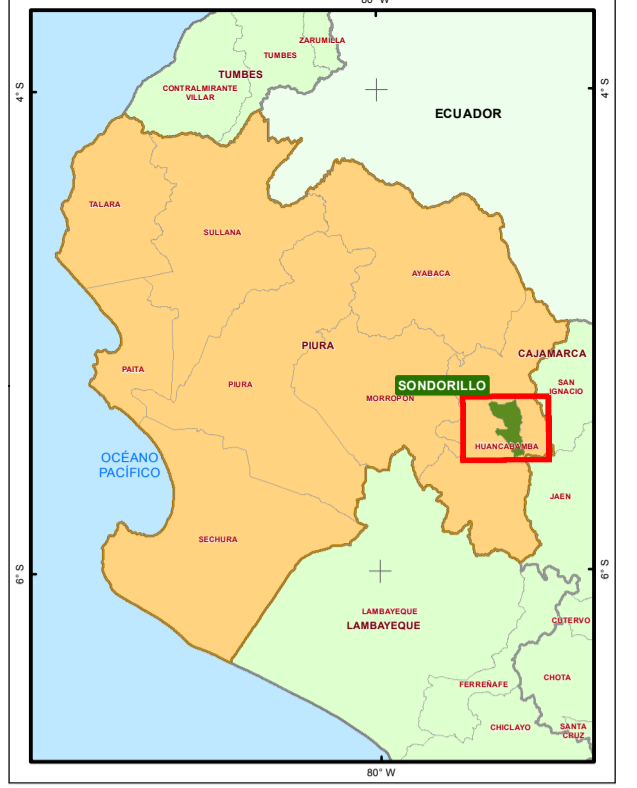 80° W
ZARUMILLA
TUMBES
TUMBES
CONTRALMIRANTE
VILLAR
4° S
4° S
ECUADOR
TALARA
SULLANA
AYABACA
PIURA
CAJAMARCA
PAITA
PIURA
SONDORILLO
SAN
IGNACIO
MORROPON
HUANCABAMBA
OCÉANO
PACÍFICO
JAEN
SECHURA
6° S
6° S
LAMBAYEQUE
LAMBAYEQUE
CUTERVO
FERREÑAFE
CHOTA
CHICLAYO
SANTA
CRUZ
80° W